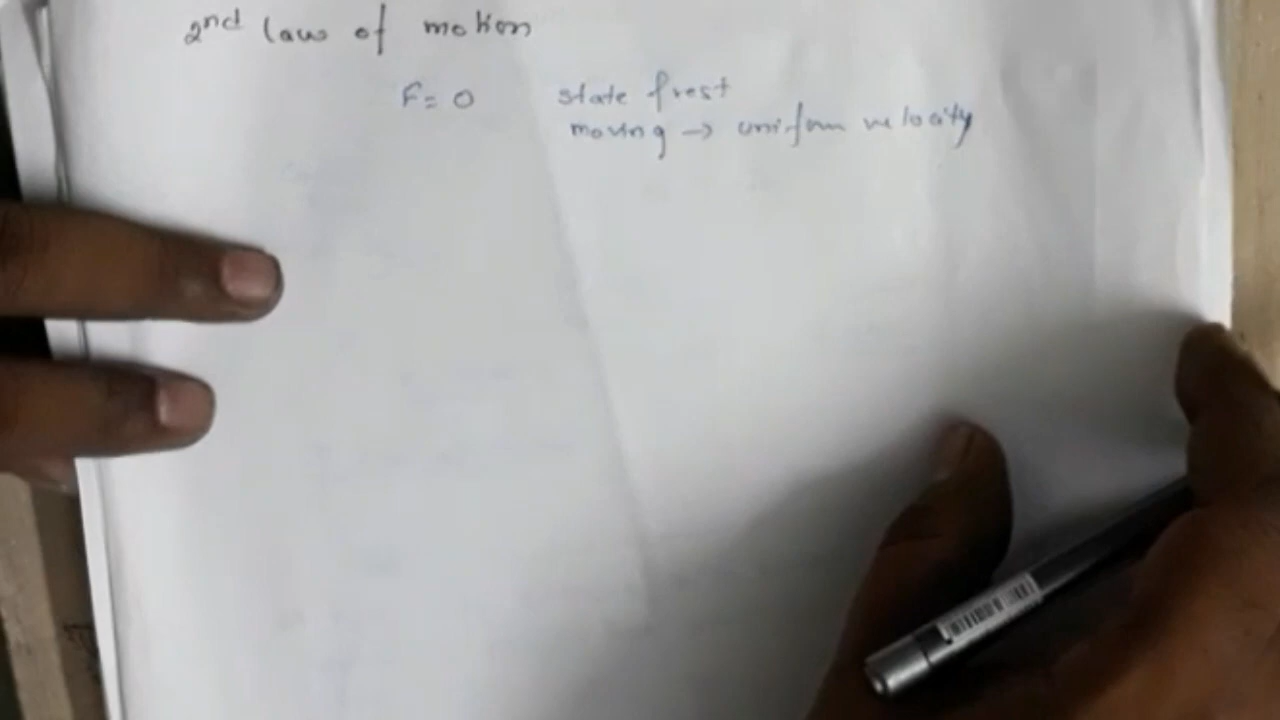 2nd law of motion
F = 0 state of rest
moving → uniform velocity